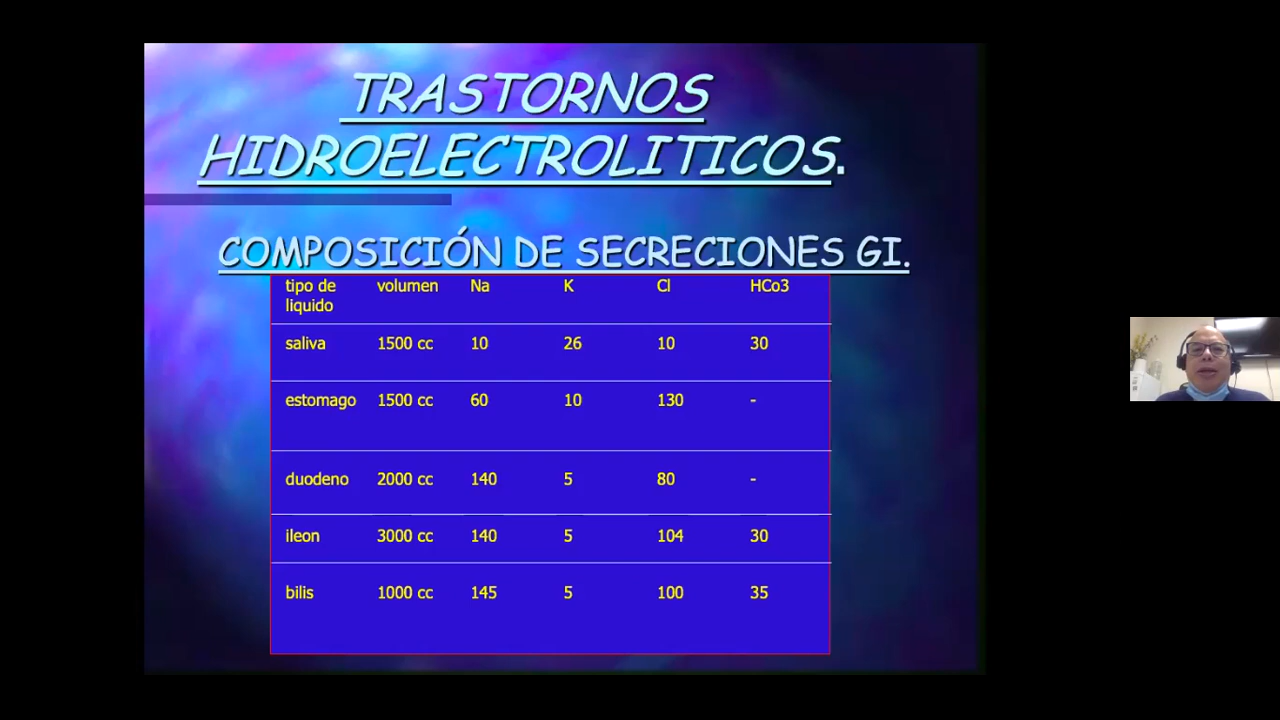 TRASTORNOS
HIDROELECTROLITICOS.
COMPOSICIÓN DE SECRECIONES GI.
tipo de liquido volumen Na K Cl HCo3
saliva 1500 cc 10 26 10 30
estomago 1500 cc 60 10 130 -
duodeno 2000 cc 140 5 80 -
ileon 3000 cc 140 5 104 30
bilis 1000 cc 145 5 100 35